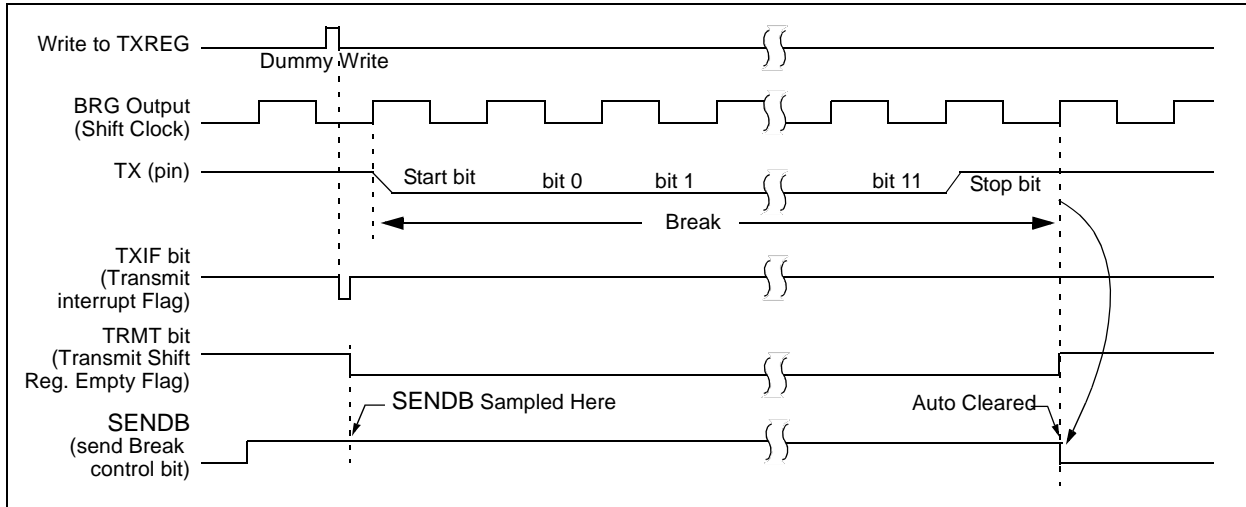 Write to TXREG
Dummy Write
BRG Output
(Shift Clock)
TX (pin)
Start bit
bit 0
bit 1
bit 11
Stop bit
Break
TXIF bit
(Transmit
interrupt Flag)
TRMT bit
(Transmit Shift
Reg. Empty Flag)
SENDB Sampled Here
Auto Cleared
SENDB
(send Break
control bit)